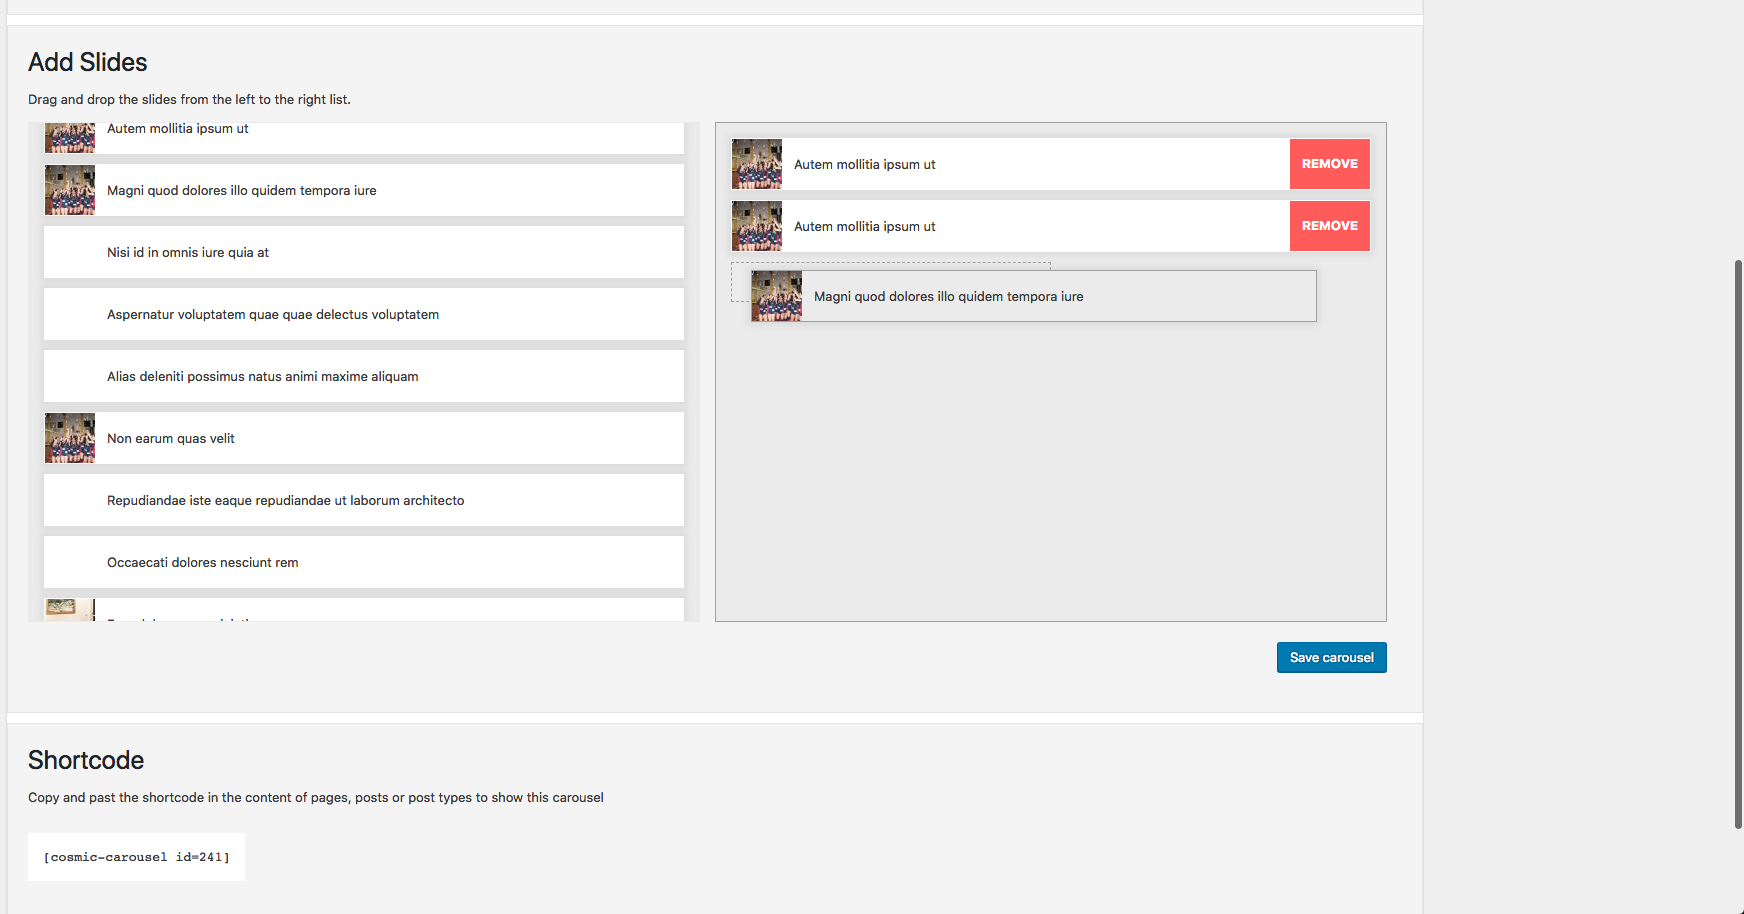 Add Slides
Drag and drop the slides from the left to the right list.
Autem mollitia ipsum ut
Magni quod dolores illo quidem tempora iure
Nisi id in omnis iure quia at
Aspernatur voluptatem quae quae delectus voluptatem
Alias deleniti possimus natus animi maxime aliquam
Non earum quas velit
Repudiandae iste eaque repudiandae ut laborum architecto
Occaecati dolores nesciunt rem
Autem mollitia ipsum ut REMOVE
Autem mollitia ipsum ut REMOVE
Magni quod dolores illo quidem tempora iure
Save carousel
Shortcode
Copy and past the shortcode in the content of pages, posts or post types to show this carousel
[cosmic-carousel id=241]